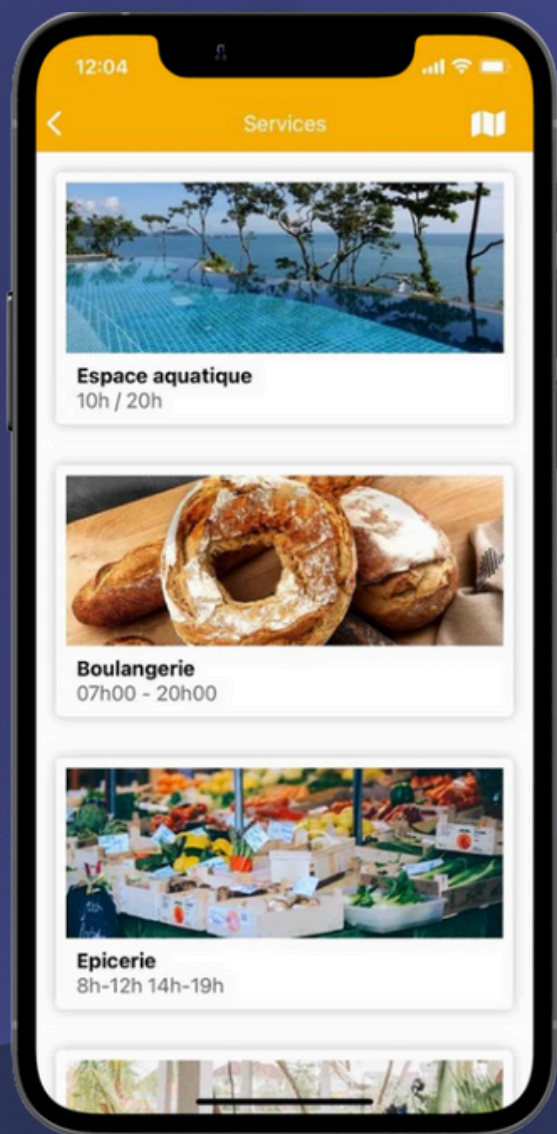 12:04
Services
Espace aquatique
10h / 20h
Boulangerie
07h00 - 20h00
Epicerie
8h-12h 14h-19h